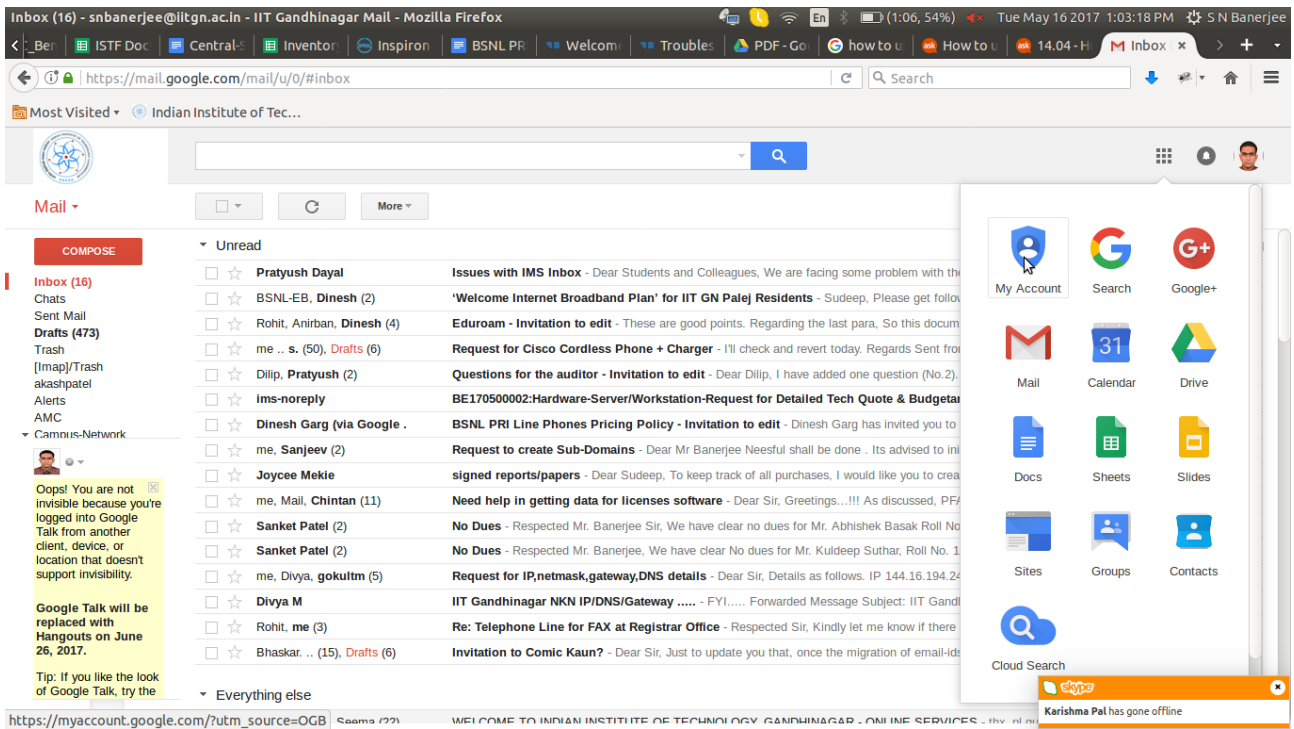 Inbox (16) - snbanerjee@iitgn.ac.in - IIT Gandhinagar Mail - Mozilla Firefox En (1:06, 54%) Tue May 16 2017 1:03:18 PM S N Banerjee
:_Ben ISTF Doc Central-S Inventor Inspiron BSNL PR Welcom Troubles PDF - Go how to u How to u 14.04 - H Inbox
https://mail.google.com/mail/u/0/#inbox Search
Most Visited Indian Institute of Tec...
Mail More
COMPOSE
Inbox (16)
Chats
Sent Mail
Drafts (473)
Trash
[Imap]/Trash
akashpatel
Alerts
AMC
Campus-Network
Oops! You are not
invisible because you're
logged into Google
Talk from another
client, device, or
location that doesn't
support invisibility.
Google Talk will be
replaced with
Hangouts on June
26, 2017.
Tip: If you like the look
of Google Talk, try the
Unread
Pratyush Dayal Issues with IMS Inbox - Dear Students and Colleagues, We are facing some problem with the
BSNL-EB, Dinesh (2) ‘Welcome Internet Broadband Plan’ for IIT GN Palej Residents - Sudeep, Please get follow
Rohit, Anirban, Dinesh (4) Eduroam - Invitation to edit - These are good points. Regarding the last para, So this docum
me .. s. (50), Drafts (6) Request for Cisco Cordless Phone + Charger - I'll check and revert today. Regards Sent fro
Dilip, Pratyush (2) Questions for the auditor - Invitation to edit - Dear Dilip, I have added one question (No.2).
ims-noreply BE170500002:Hardware-Server/Workstation-Request for Detailed Tech Quote & Budgeta
Dinesh Garg (via Google . BSNL PRI Line Phones Pricing Policy - Invitation to edit - Dinesh Garg has invited you to
me, Sanjeev (2) Request to create Sub-Domains - Dear Mr Banerjee Neesful shall be done . Its advised to ini
Joycee Mekie signed reports/papers - Dear Sudeep, To keep track of all purchases, I would like you to crea
me, Mail, Chintan (11) Need help in getting data for licenses software - Dear Sir, Greetings...!!! As discussed, PFA
Sanket Patel (2) No Dues - Respected Mr. Banerjee Sir, We have clear no dues for Mr. Abhishek Basak Roll No
Sanket Patel (2) No Dues - Respected Mr. Banerjee, We have clear No dues for Mr. Kuldeep Suthar, Roll No. 1
me, Divya, gokultm (5) Request for IP,netmask,gateway,DNS details - Dear Sir, Details as follows. IP 144.16.194.24
Divya M IIT Gandhinagar NKN IP/DNS/Gateway ..... - FYI..... Forwarded Message Subject: IIT Gandl
Rohit, me (3) Re: Telephone Line for FAX at Registrar Office - Respected Sir, Kindly let me know if there
Bhaskar. .. (15), Drafts (6) Invitation to Comic Kaun? - Dear Sir, Just to update you that, once the migration of email-ids
Everything else
Seema (22) WELCOME TO INDIAN INSTITUTE OF TECHNOLOGY, GANDHINAGAR - ONLINE SERVICES - thx, pl
My Account Search Google+
G+
31
Mail Calendar Drive
Docs Sheets Slides
Sites Groups Contacts
Cloud Search
skype
Karishma Pal has gone offline
https://myaccount.google.com/?utm_source=OGB